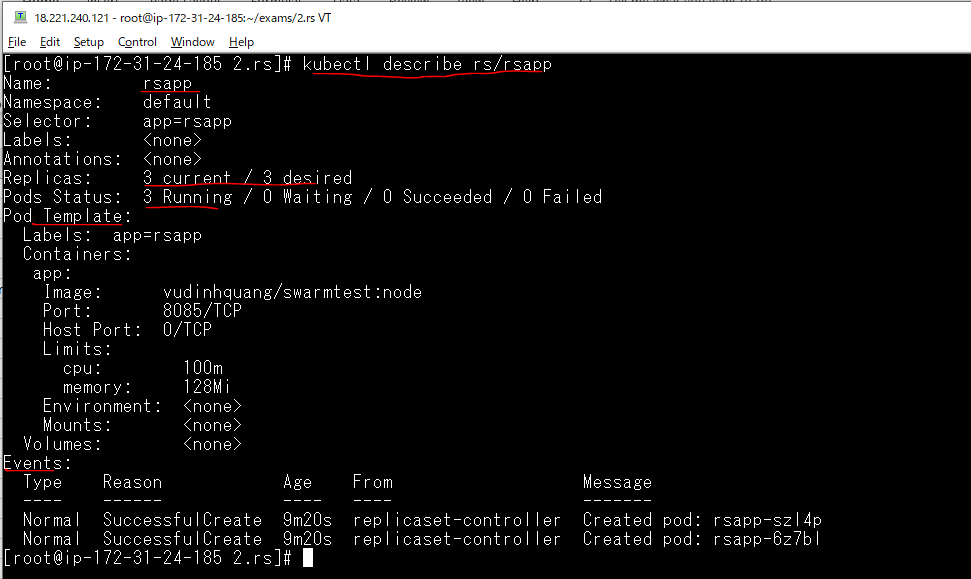 18.221.240.121 - root@ip-172-31-24-185:~/exams/2.rs VT
File Edit Setup Control Window Help
[root@ip-172-31-24-185 2.rs]# kubectl describe rs/rsapp
Name: rsapp
Namespace: default
Selector: app=rsapp
Labels: <none>
Annotations: <none>
Replicas: 3 current / 3 desired
Pods Status: 3 Running / 0 Waiting / 0 Succeeded / 0 Failed
Pod Template:
Labels: app=rsapp
Containers:
app:
Image: vudinhquang/swarmtest:node
Port: 8085/TCP
Host Port: 0/TCP
Limits:
cpu: 100m
memory: 128Mi
Environment: <none>
Mounts: <none>
Volumes: <none>
Events:
Type Reason Age From Message
---- ------ ---- ---- -------
Normal SuccessfulCreate 9m20s replicaset-controller Created pod: rsapp-szl4p
Normal SuccessfulCreate 9m20s replicaset-controller Created pod: rsapp-6z7bl
[root@ip-172-31-24-185 2.rs]#